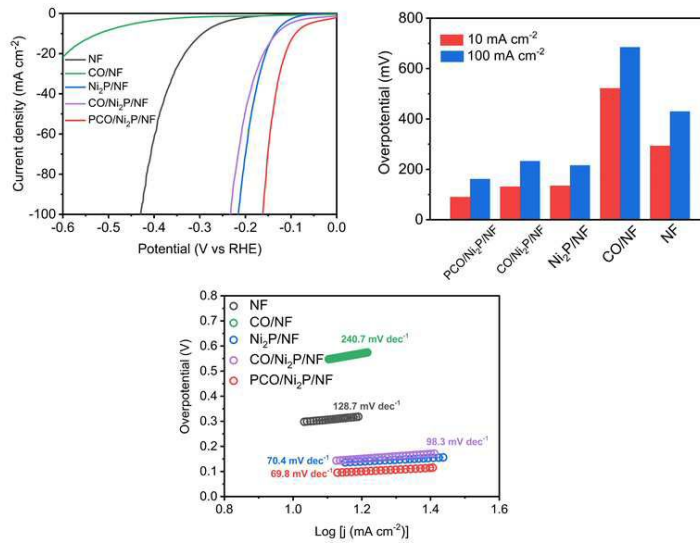 0
-20
-40
-60
-80
-100
Current density (mA cm⁻²)
NF
CO/NF
Ni₂P/NF
CO/Ni₂P/NF
PCO/Ni₂P/NF
-0.6 -0.5 -0.4 -0.3 -0.2 -0.1 0.0
Potential (V vs RHE)
800
600
400
200
0
Overpotential (mV)
10 mA cm⁻²
100 mA cm⁻²
PCO/Ni₂P/NF
CO/Ni₂P/NF
Ni₂P/NF
CO/NF
NF
0.8
0.7
0.6
0.5
0.4
0.3
0.2
0.1
0.0
Overpotential (V)
NF
CO/NF
Ni₂P/NF
CO/Ni₂P/NF
PCO/Ni₂P/NF
240.7 mV dec⁻¹
128.7 mV dec⁻¹
98.3 mV dec⁻¹
70.4 mV dec⁻¹
69.8 mV dec⁻¹
0.8 1.0 1.2 1.4 1.6
Log [j (mA cm⁻²)]